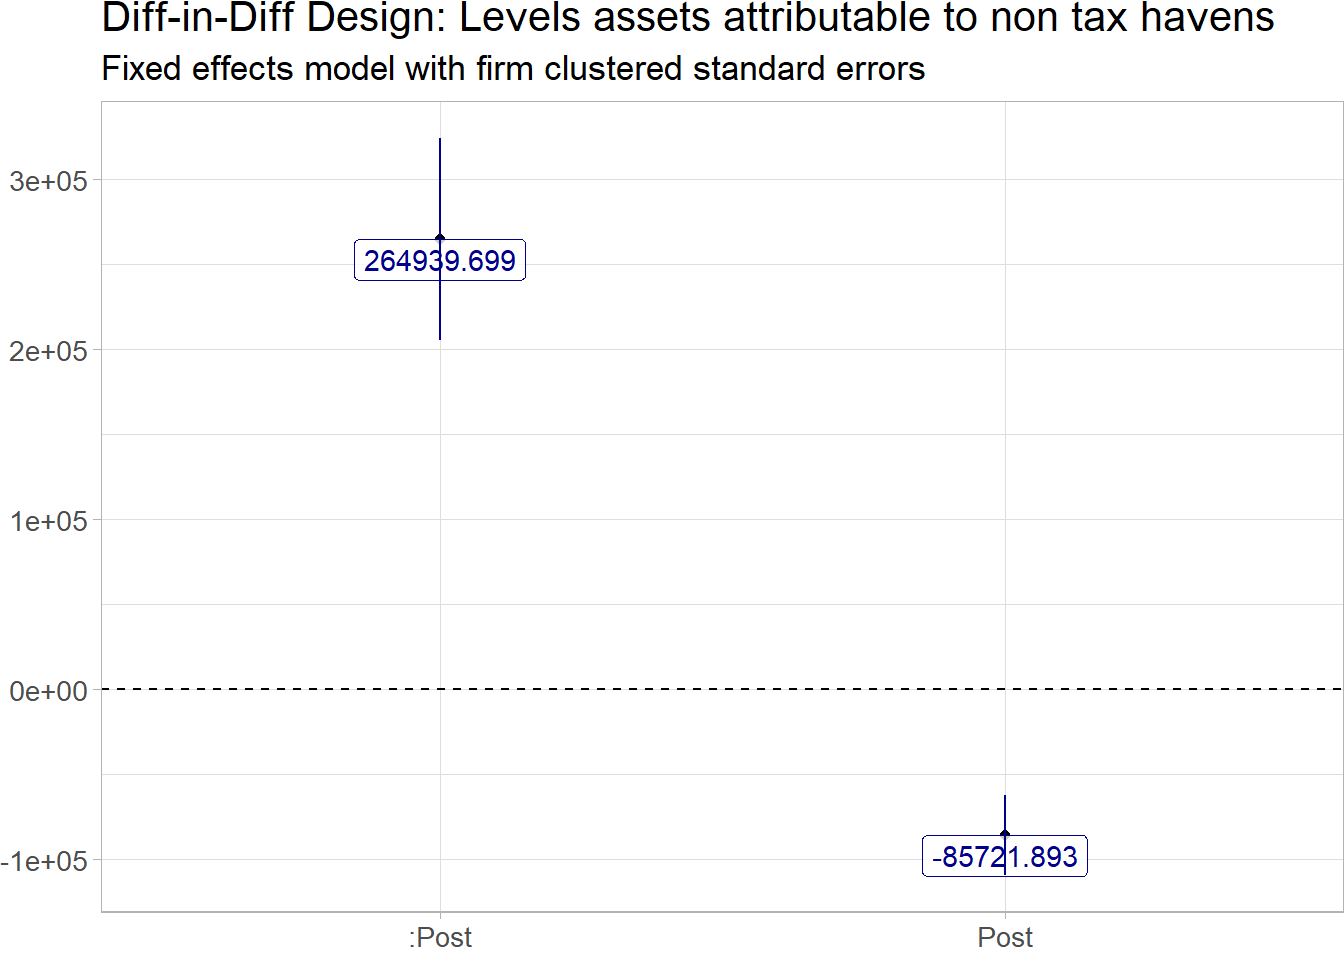 Diff-in-Diff Design: Levels assets attributable to non tax havens
Fixed effects model with firm clustered standard errors
3e+05
264939.699
2e+05
1e+05
0e+00
-85721.893
-1e+05
:Post
Post